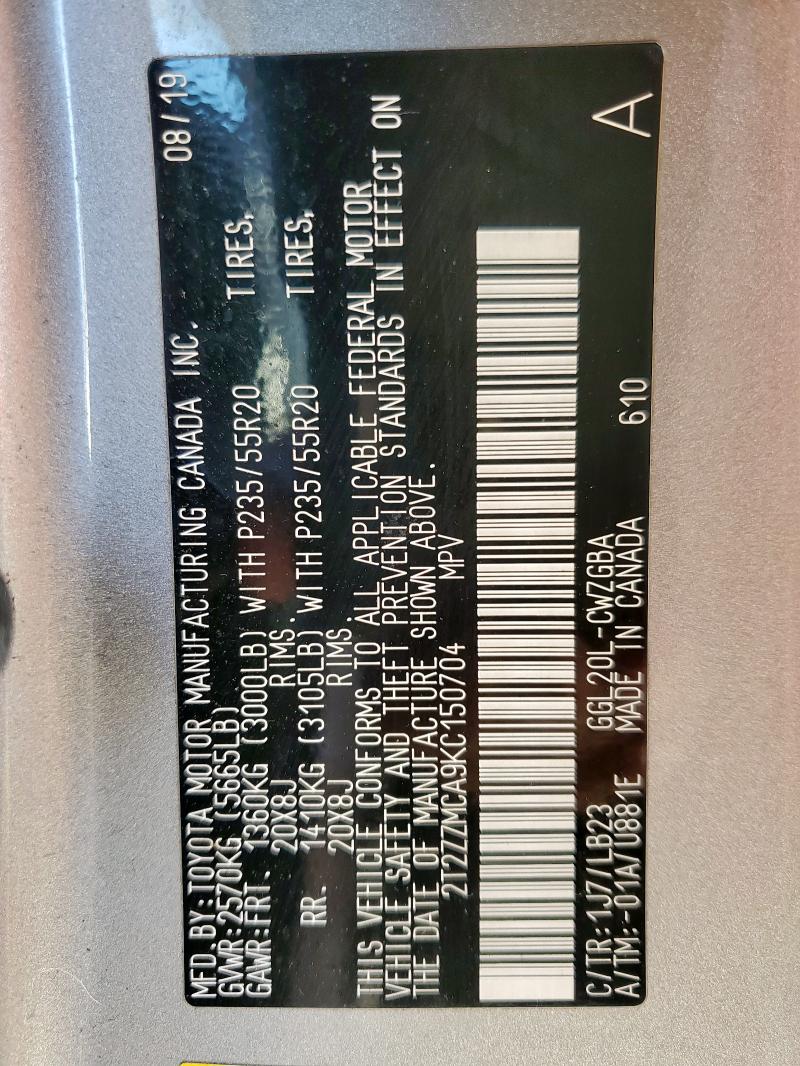 MFD.BY:TOYOTA MOTOR MANUFACTURING CANADA INC. 08/19
GVWR:2570KG (5665LB)
GAWR:FRT. 1360KG (3000LB) WITH P235/55R20 TIRES,
20X8J RIMS.
RR. 1410KG (3105LB) WITH P235/55R20 TIRES,
20X8J RIMS.
THIS VEHICLE CONFORMS TO ALL APPLICABLE FEDERAL MOTOR
VEHICLE SAFETY AND THEFT PREVENTION STANDARDS IN EFFECT ON
THE DATE OF MANUFACTURE SHOWN ABOVE.
2T2ZZMCA9KC150704 MPV
C/TR:1J7/LB23 GGL20L-CWZGBA
A/TM:-01A/U881E MADE IN CANADA 610 A